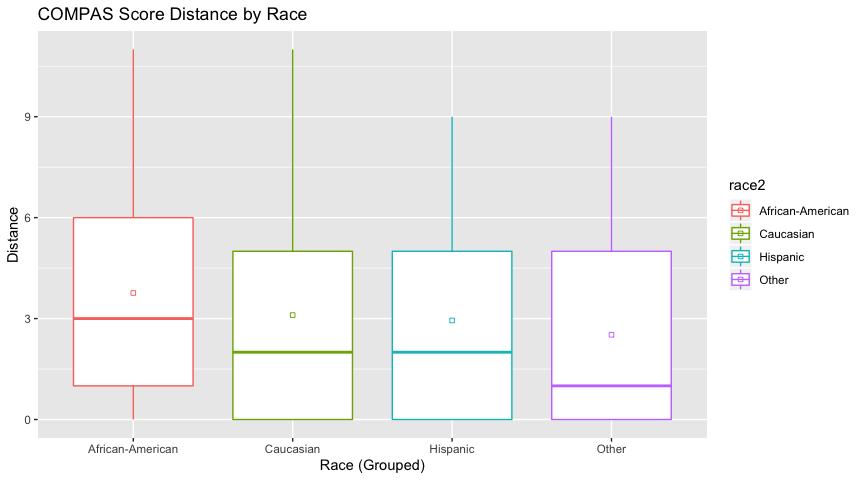 COMPAS Score Distance by Race
Distance
9
6
3
0
African-American
Caucasian
Hispanic
Other
Race (Grouped)
race2
African-American
Caucasian
Hispanic
Other